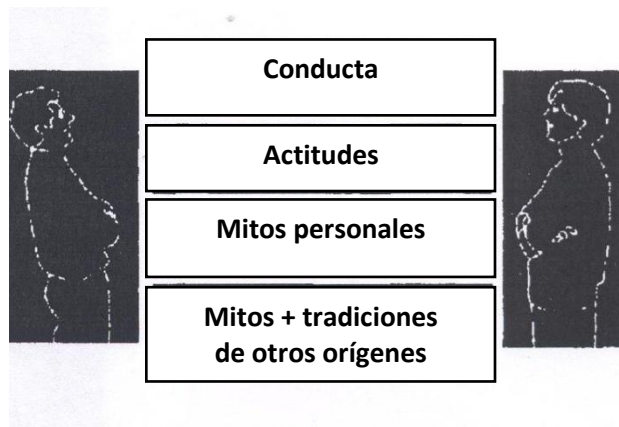 Conducta
Actitudes
Mitos personales
Mitos + tradiciones
de otros orígenes